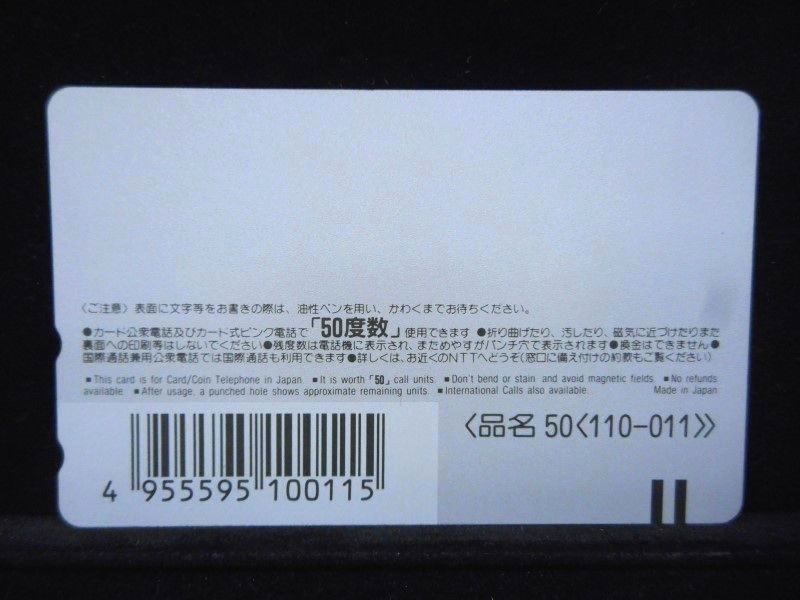 〈ご注意〉表面に文字等をお書きの際は、油性ペンを用い、かわくまでお待ちください。
●カード公衆電話及びカード式ピンク電話で「50度数」使用できます ●折り曲げたり、汚したり、磁気に近づけたりまた
裏面への印刷等はしないでください●残度数は電話機に表示され、まためやすがパンチ穴で表示されます●換金はできません●
国際通話兼用公衆電話では国際通話も利用できます●詳しくは、お近くのNTTへどうぞ(窓口に備え付けの約款もご覧ください)
■This card is for Card/Coin Telephone in Japan ■It is worth「50」call units ■Don't bend or stain and avoid magnetic fields ■No refunds
available ■After usage, a punched hole shows approximate remaining units ■International Calls also available. Made in Japan
〈品名 50〈110-011〉〉
4 955595 100115